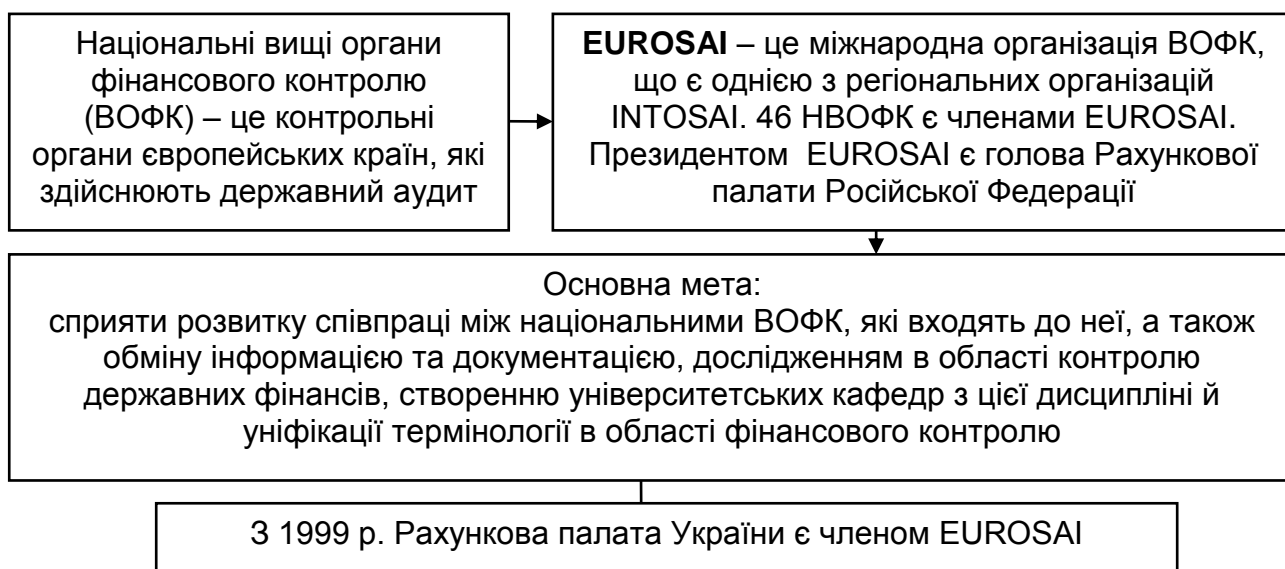 Національні вищі органи
фінансового контролю
(ВОФК) – це контрольні
органи європейських країн, які
здійснюють державний аудит
EUROSAI – це міжнародна організація ВОФК,
що є однією з регіональних організацій
INTOSAI. 46 НВОФК є членами EUROSAI.
Президентом EUROSAI є голова Рахункової
палати Російської Федерації
Основна мета:
сприяти розвитку співпраці між національними ВОФК, які входять до неї, а також
обміну інформацією та документацією, дослідженням в області контролю
державних фінансів, створенню університетських кафедр з цієї дисципліні й
уніфікації термінології в області фінансового контролю
З 1999 р. Рахункова палата України є членом EUROSAI